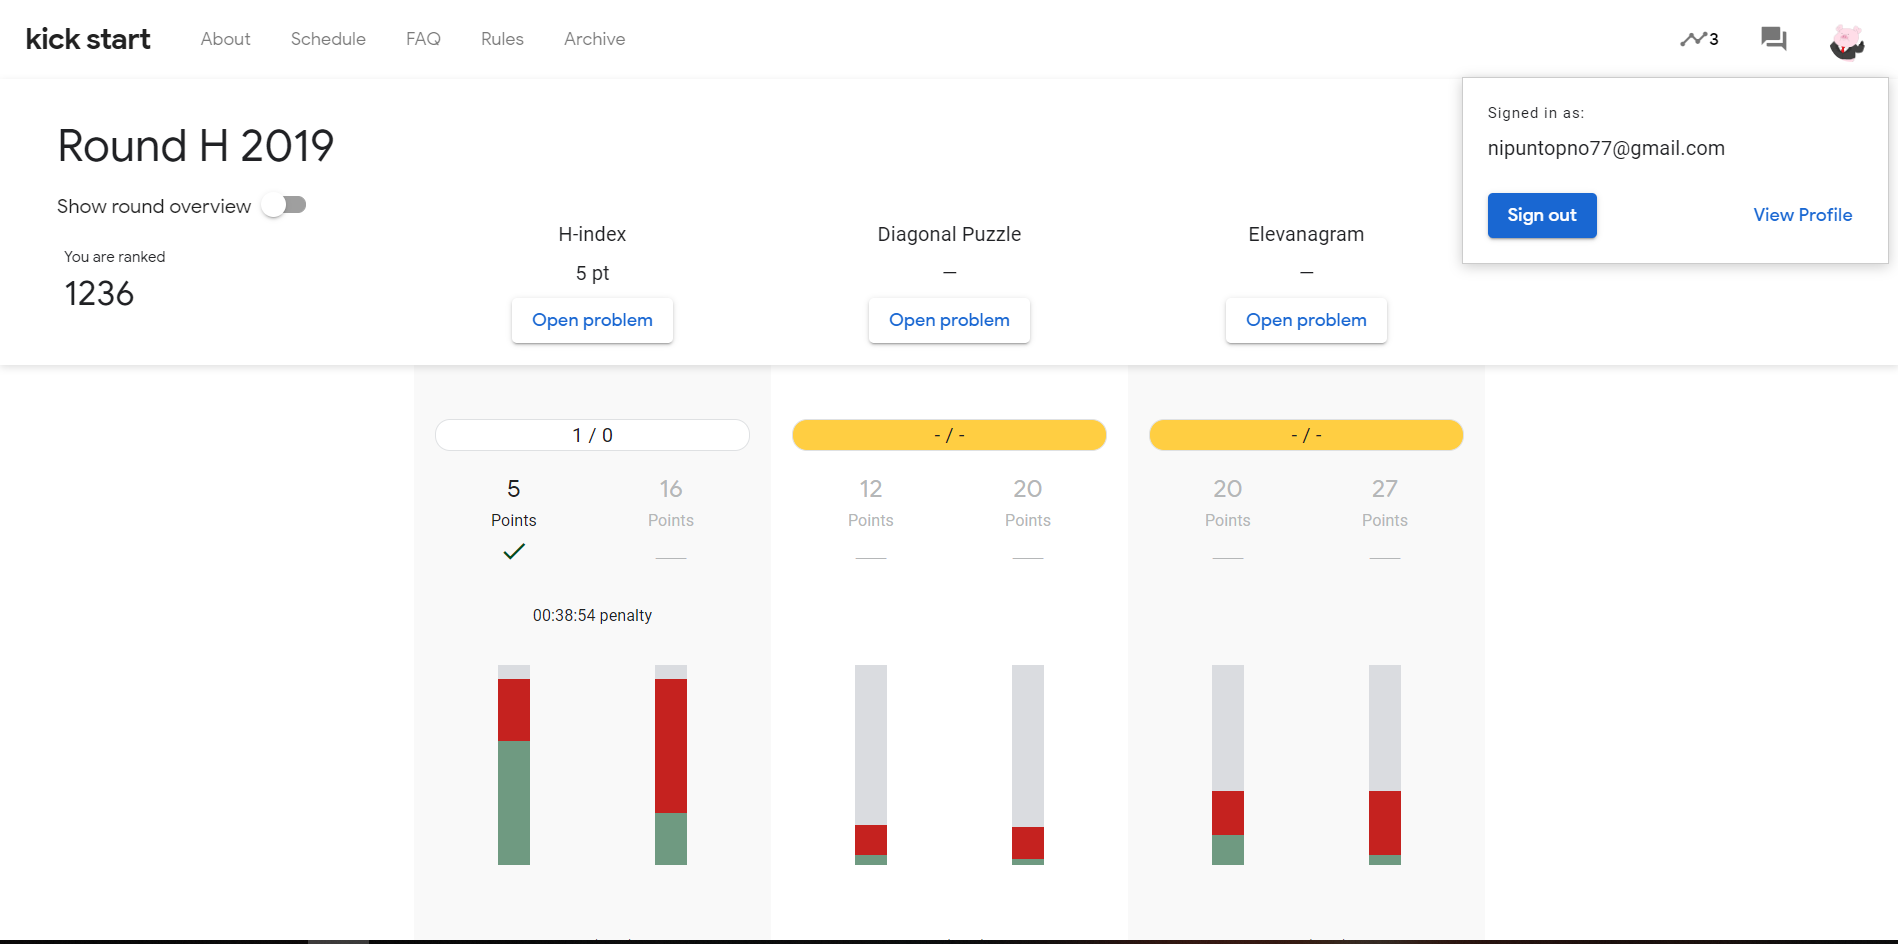 kick start About Schedule FAQ Rules Archive 3
Signed in as:
nipuntopno77@gmail.com
Sign out View Profile
Round H 2019
Show round overview
You are ranked
1236
H-index Diagonal Puzzle Elevanagram
5 pt — —
Open problem Open problem Open problem
1 / 0 - / - - / -
5 16 12 20 20 27
Points Points Points Points Points Points
00:38:54 penalty